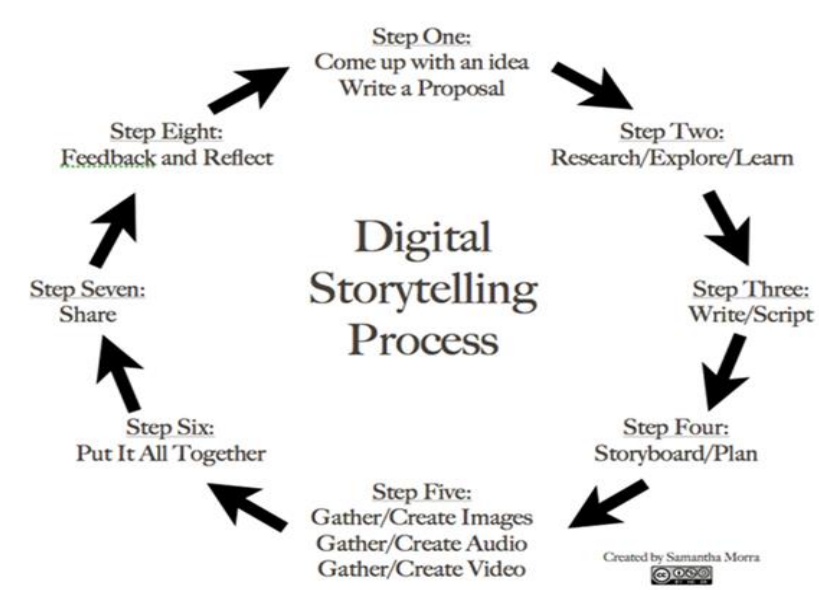 Step One:
Come up with an idea
Write a Proposal
Step Two:
Research/Explore/Learn
Step Three:
Write/Script
Step Four:
Storyboard/Plan
Step Five:
Gather/Create Images
Gather/Create Audio
Gather/Create Video
Step Six:
Put It All Together
Step Seven:
Share
Step Eight:
Feedback and Reflect
Digital
Storytelling
Process
Created by Samantha Morra